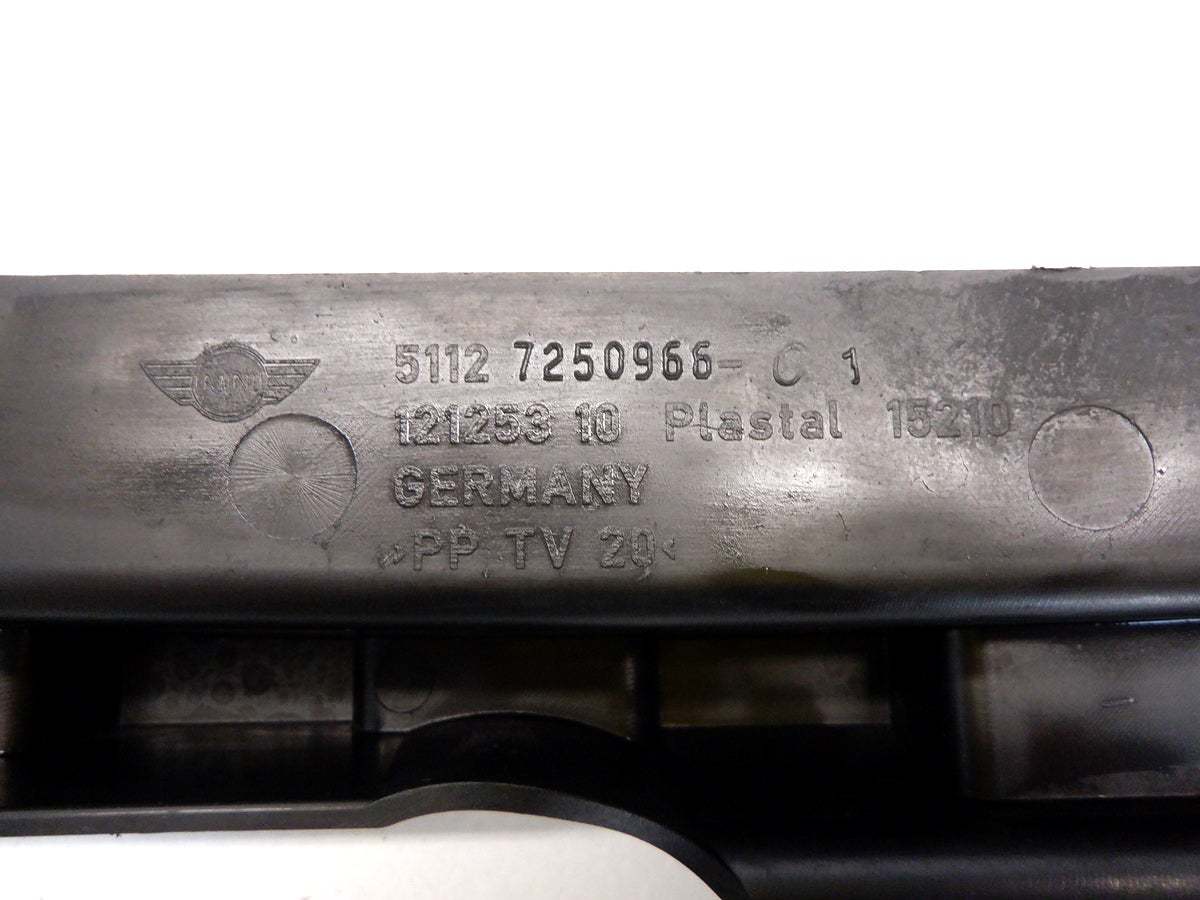 5112 7250966- C 1
121253 10 Plastal 15210
GERMANY
>PP TV 20<